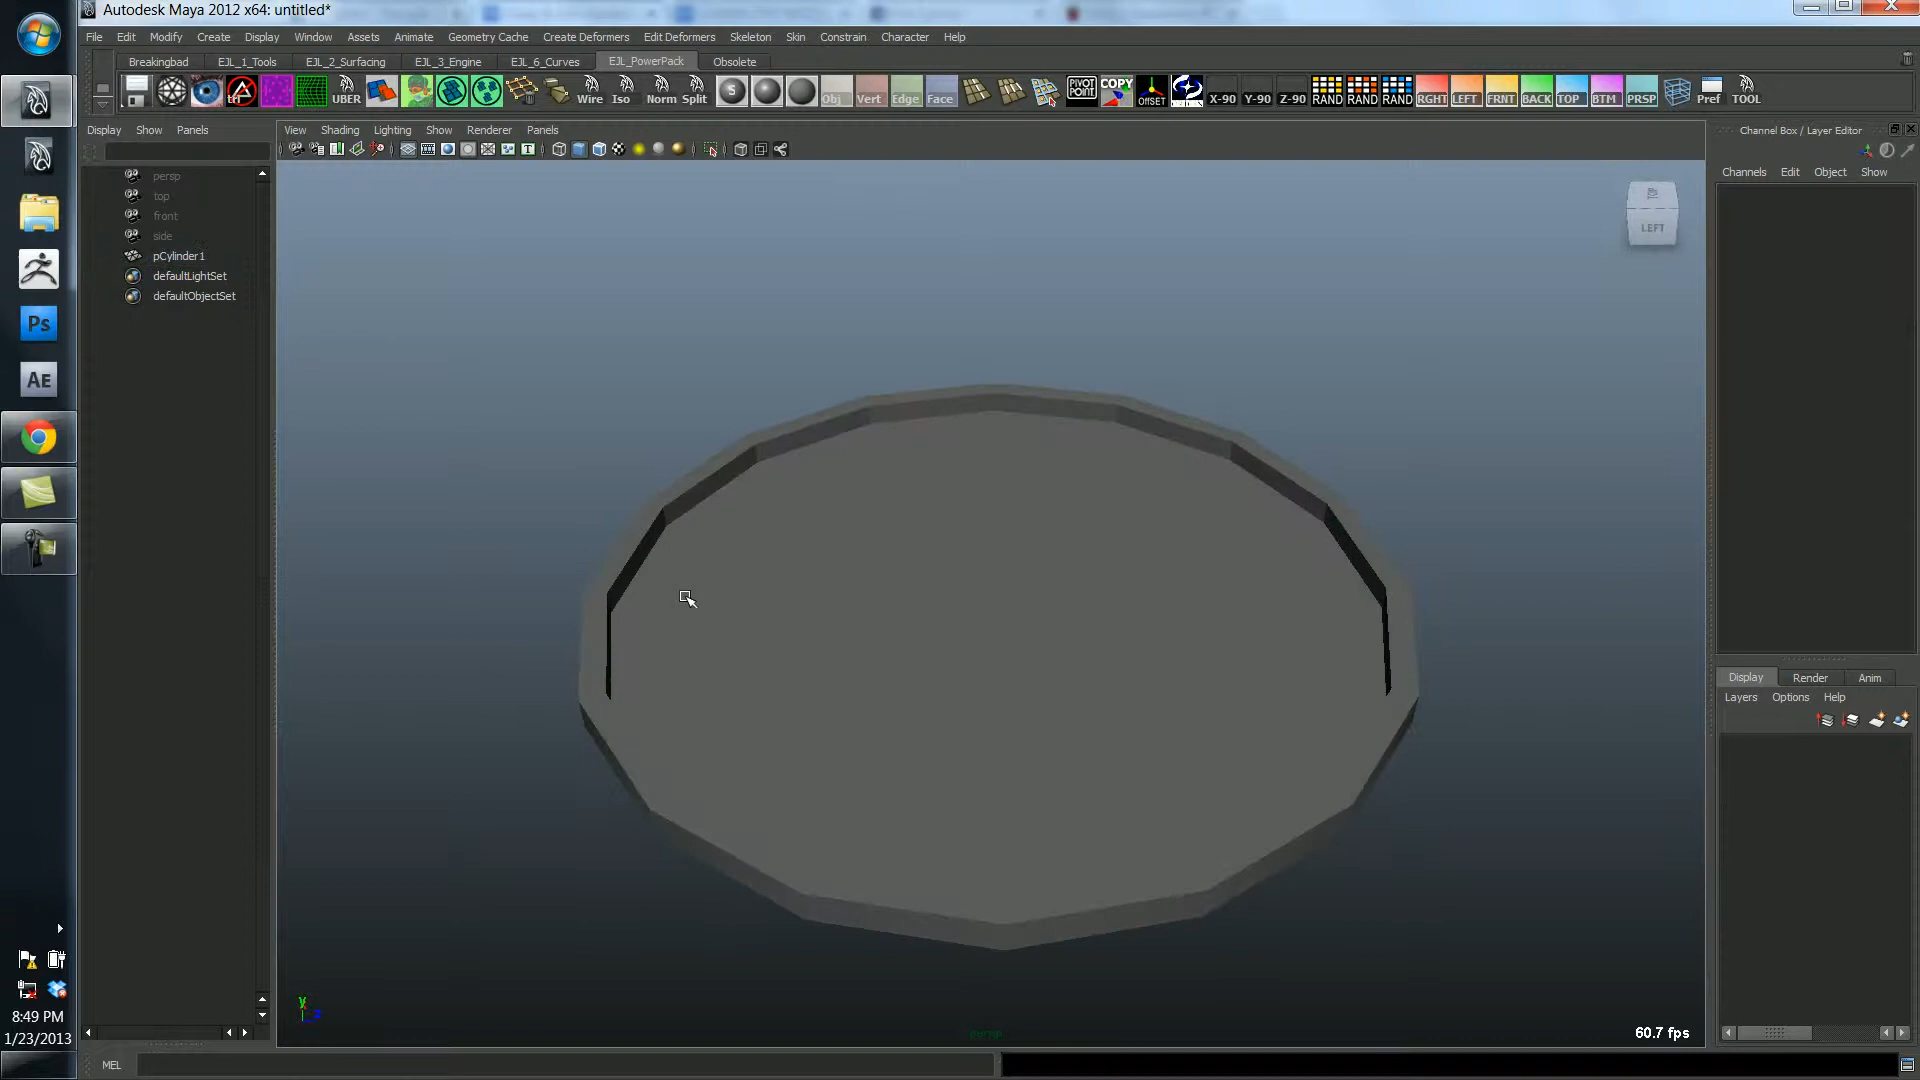 Autodesk Maya 2012 x64: untitled*
File Edit Modify Create Display Window Assets Animate Geometry Cache Create Deformers Edit Deformers Skeleton Skin Constrain Character Help
Breakingbad EJL_1_Tools EJL_2_Surfacing EJL_3_Engine EJL_6_Curves EJL_PowerPack Obsolete
tri UBER Wire Iso Norm Split S Obj Vert Edge Face PIVOT POINT COPY OFFSET X-90 Y-90 Z-90 RAND RAND RAND RGHT LEFT FRNT BACK TOP BTM PRSP Pref TOOL
Display Show Panels
View Shading Lighting Show Renderer Panels
Channel Box / Layer Editor
Channels Edit Object Show
persp
top
front
side
pCylinder1
defaultLightSet
defaultObjectSet
LEFT
Ps
AE
Display Render Anim
Layers Options Help
y
z
persp
60.7 fps
8:49 PM
1/23/2013
MEL